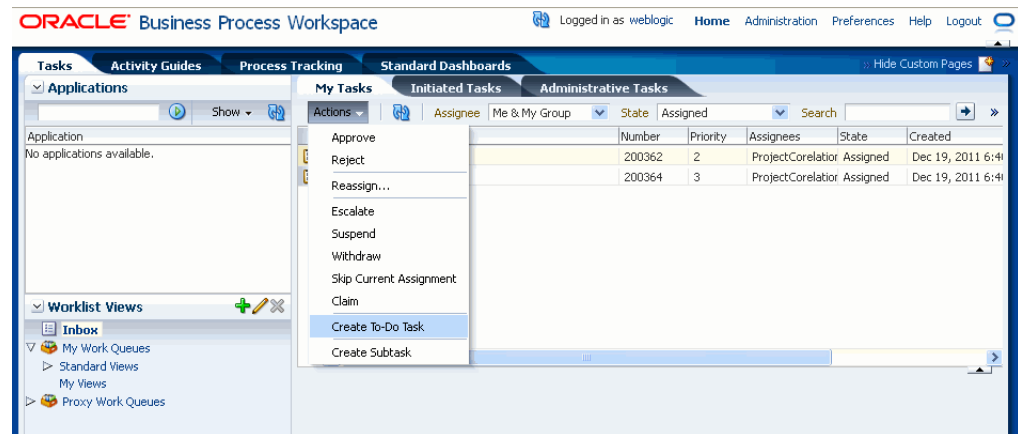 ORACLE Business Process Workspace
Logged in as weblogic Home Administration Preferences Help Logout
Tasks Activity Guides Process Tracking Standard Dashboards
:: Hide Custom Pages
Applications
Show
Application
No applications available.
Worklist Views
Inbox
My Work Queues
Standard Views
My Views
Proxy Work Queues
My Tasks Initiated Tasks Administrative Tasks
Actions Assignee Me & My Group State Assigned Search
Number Priority Assignees State Created
200362 2 ProjectCorelation Assigned Dec 19, 2011 6:4
200364 3 ProjectCorelation Assigned Dec 19, 2011 6:4
Approve
Reject
Reassign...
Escalate
Suspend
Withdraw
Skip Current Assignment
Claim
Create To-Do Task
Create Subtask